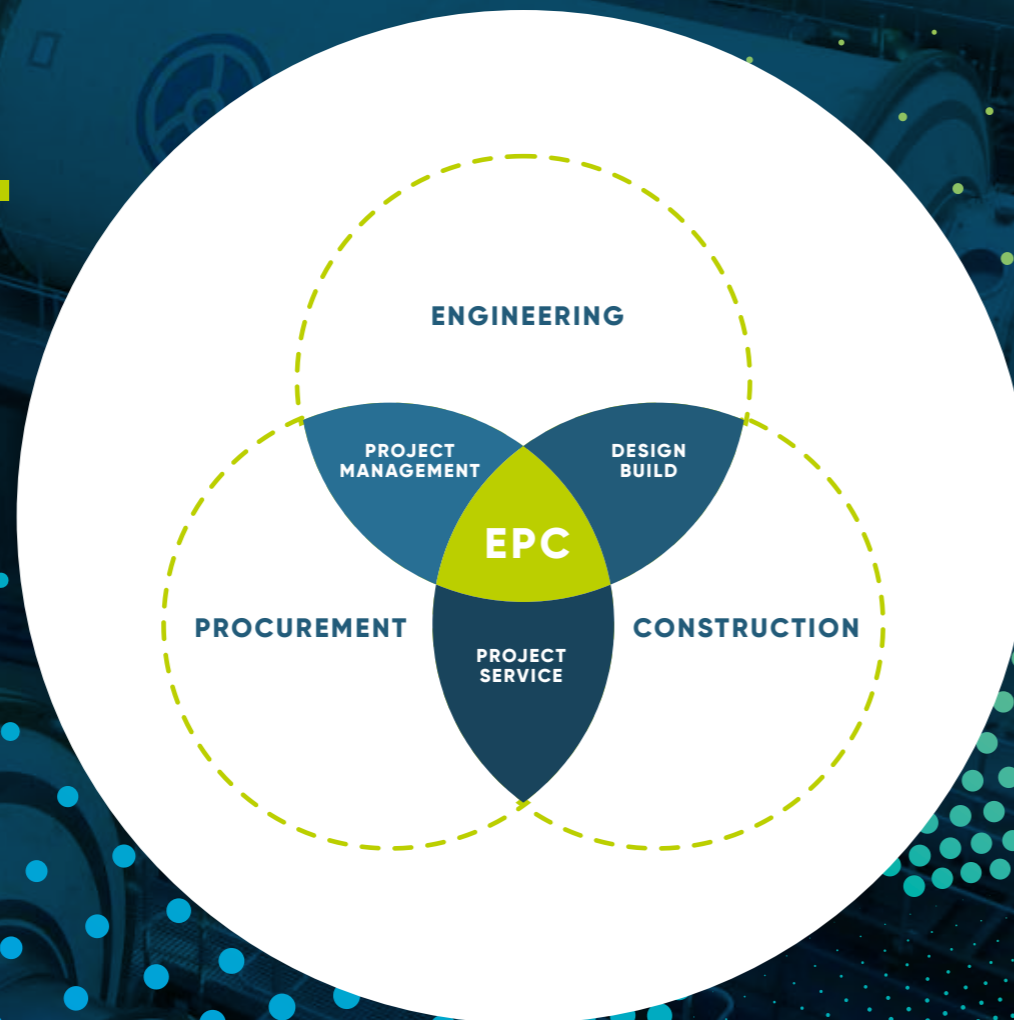 ENGINEERING
PROJECT
MANAGEMENT
DESIGN
BUILD
EPC
PROCUREMENT
CONSTRUCTION
PROJECT
SERVICE